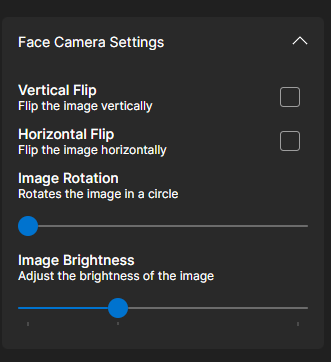 Face Camera Settings
Vertical Flip
Flip the image vertically
Horizontal Flip
Flip the image horizontally
Image Rotation
Rotates the image in a circle
Image Brightness
Adjust the brightness of the image